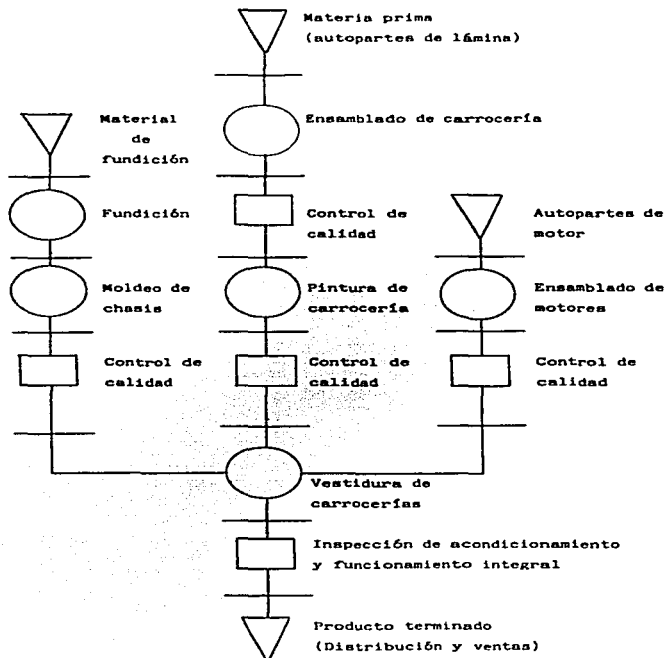 Materia prima
(autopartes de lámina)
Material
de
fundición
Ensamblado de carrocería
Fundición
Control de
calidad
Autopartes de
motor
Moldeo de
chasis
Pintura de
carrocería
Ensamblado de
motores
Control de
calidad
Control de
calidad
Control de
calidad
Vestidura de
carrocerías
Inspección de acondicionamiento
y funcionamiento integral
Producto terminado
(Distribución y ventas)